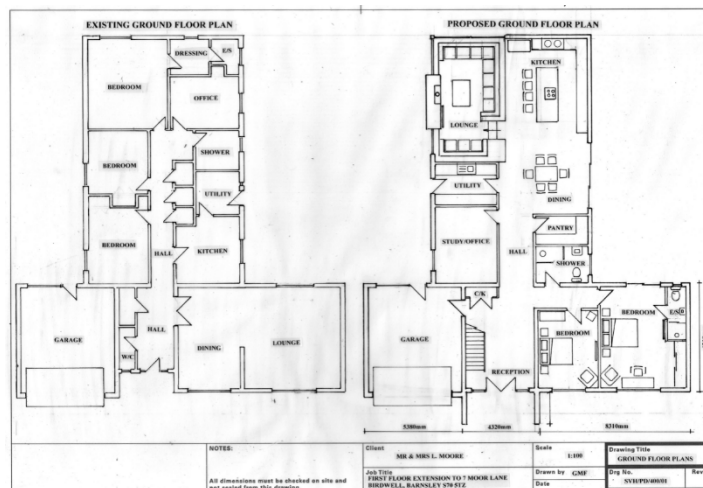 EXISTING GROUND FLOOR PLAN
DRESSING
E/S
BEDROOM
OFFICE
BEDROOM
SHOWER
UTILITY
BEDROOM
HALL
KITCHEN
GARAGE
HALL
W/C
DINING
LOUNGE
PROPOSED GROUND FLOOR PLAN
KITCHEN
LOUNGE
UTILITY
DINING
STUDY/OFFICE
PANTRY
HALL
SHOWER
C/K
GARAGE
BEDROOM
BEDROOM
E/S
RECEPTION
5300mm
4320mm
8310mm
NOTES:
All dimensions must be checked on site and
not scaled from this drawing
Client
MR & MRS L. MOORE
Job Title
FIRST FLOOR EXTENSION TO 7 MOOR LANE
BIRDWELL, BARNSLEY S70 5TZ
Scale
1:100
Drawn by GMF
Date
Drawing Title
GROUND FLOOR PLANS
Drg No.
Rev